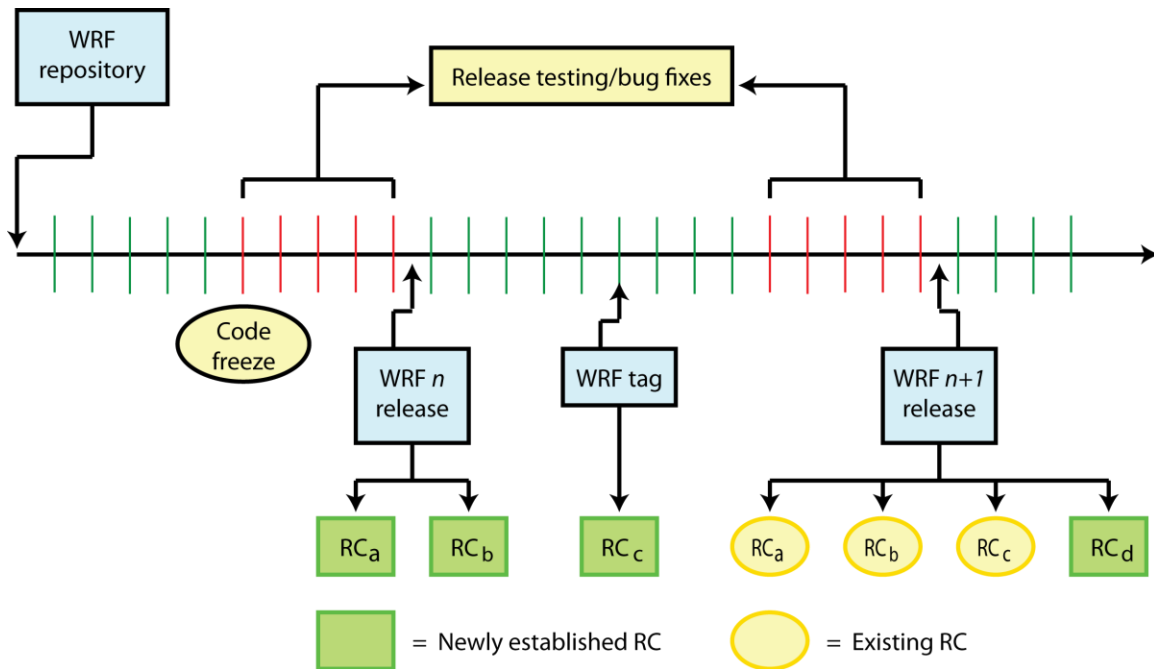 WRF
repository
Release testing/bug fixes
Code
freeze
WRF n
release
WRF tag
WRF n+1
release
RCa
RCb
RCc
RCa
RCb
RCc
RCd
= Newly established RC
= Existing RC